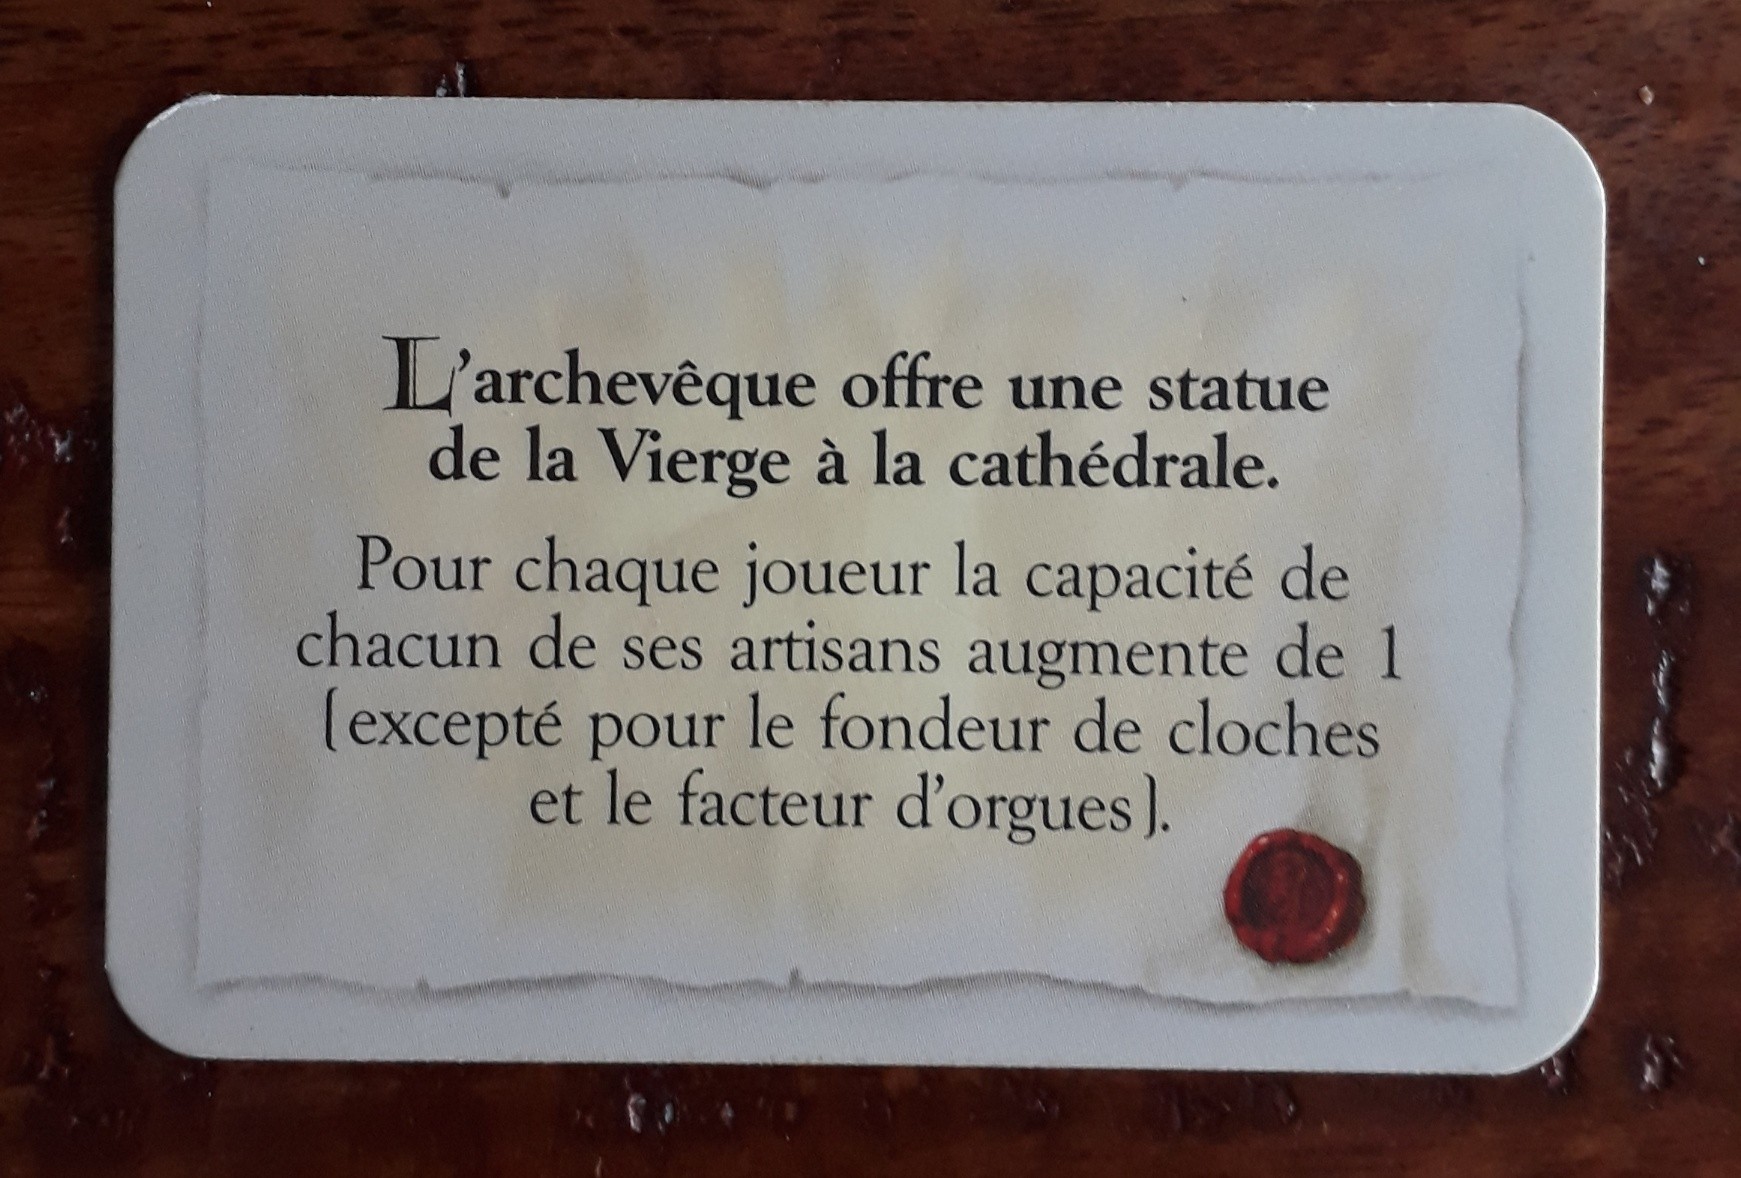 L'archevêque offre une statue
de la Vierge à la cathédrale.
Pour chaque joueur la capacité de
chacun de ses artisans augmente de 1
(excepté pour le fondeur de cloches
et le facteur d'orgues).